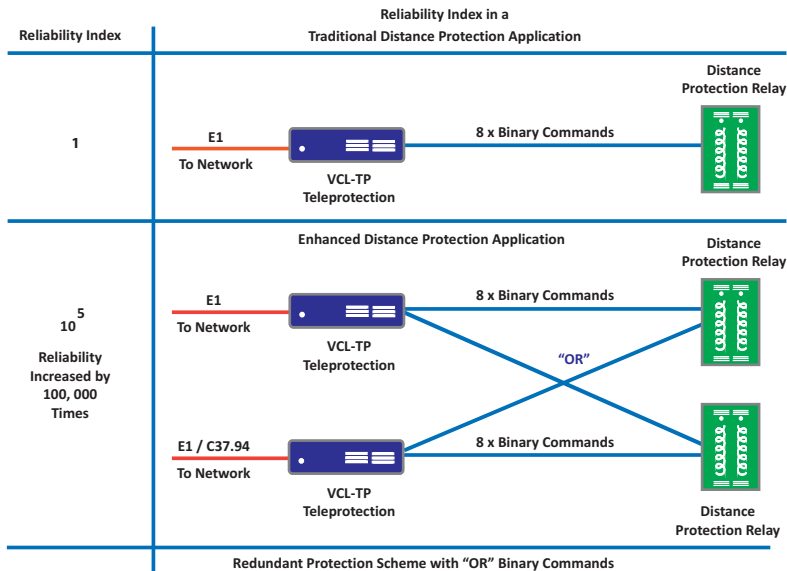 Reliability Index
Reliability Index in a
Traditional Distance Protection Application
1
E1
To Network
VCL-TP
Teleprotection
8 x Binary Commands
Distance
Protection Relay
Enhanced Distance Protection Application
10 5
Reliability
Increased by
100, 000
Times
E1
To Network
VCL-TP
Teleprotection
8 x Binary Commands
Distance
Protection Relay
“OR”
E1 / C37.94
To Network
VCL-TP
Teleprotection
8 x Binary Commands
Distance
Protection Relay
Redundant Protection Scheme with “OR” Binary Commands